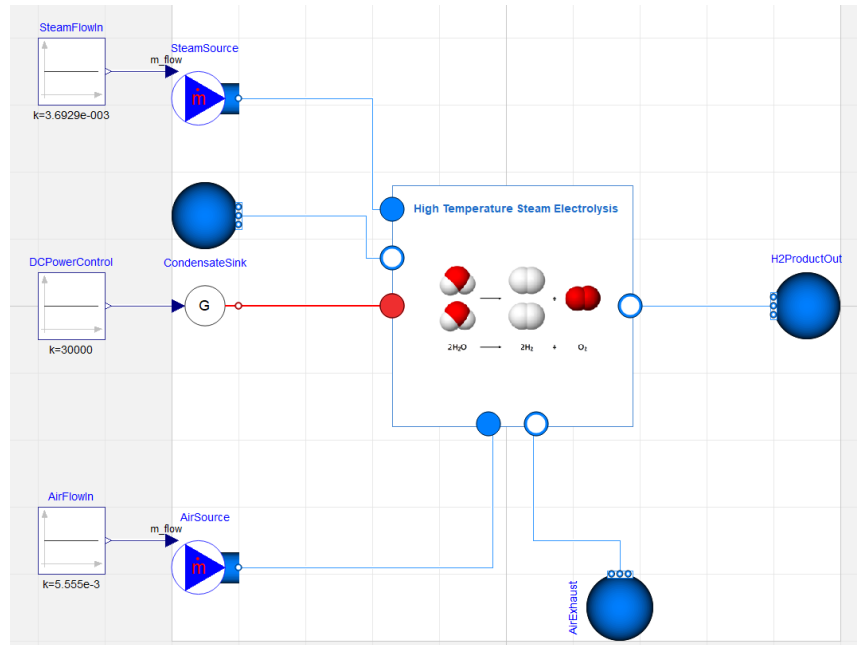 SteamFlowIn
SteamSource
m_flow
ṁ
k=3.6929e-003
High Temperature Steam Electrolysis
DCPowerControl
CondensateSink
H2ProductOut
G
k=30000
+
2H₂O
2H₂
+
O₂
AirFlowIn
AirSource
m_flow
ṁ
k=5.555e-3
AirExhaust